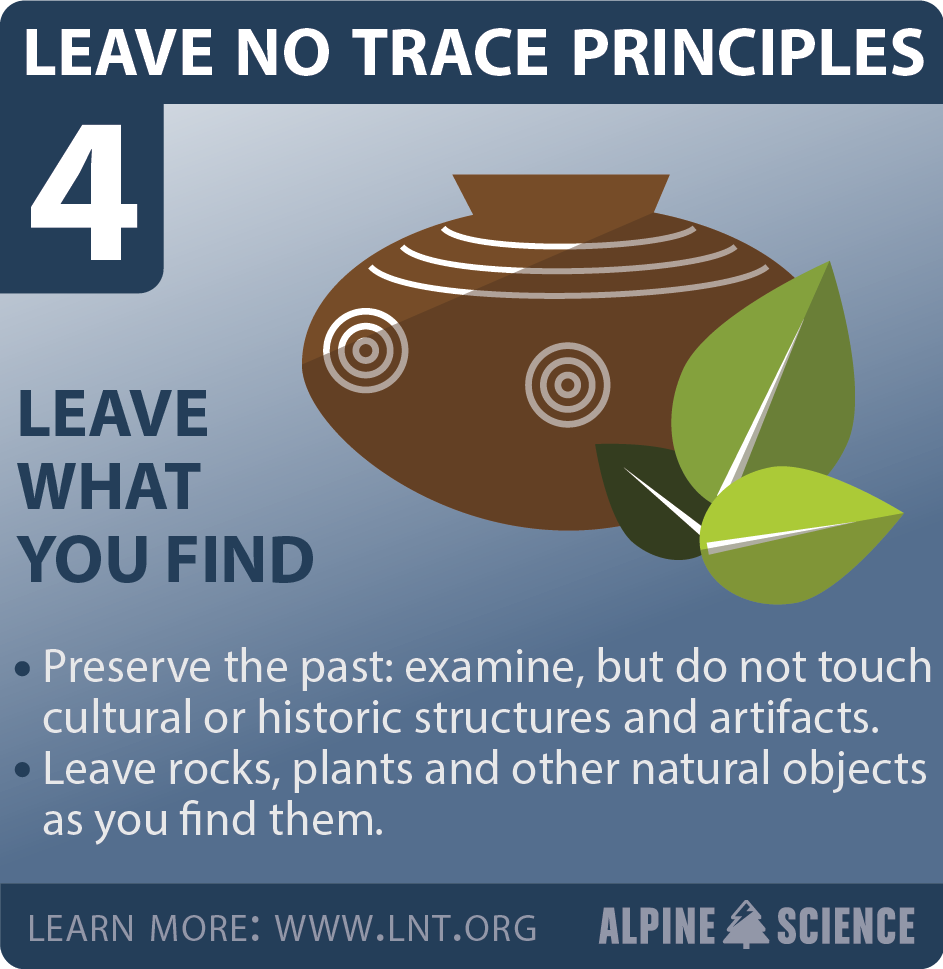 LEAVE NO TRACE PRINCIPLES
4
LEAVE
WHAT
YOU FIND
• Preserve the past: examine, but do not touch
cultural or historic structures and artifacts.
• Leave rocks, plants and other natural objects
as you find them.
LEARN MORE: WWW.LNT.ORG
ALPINE SCIENCE